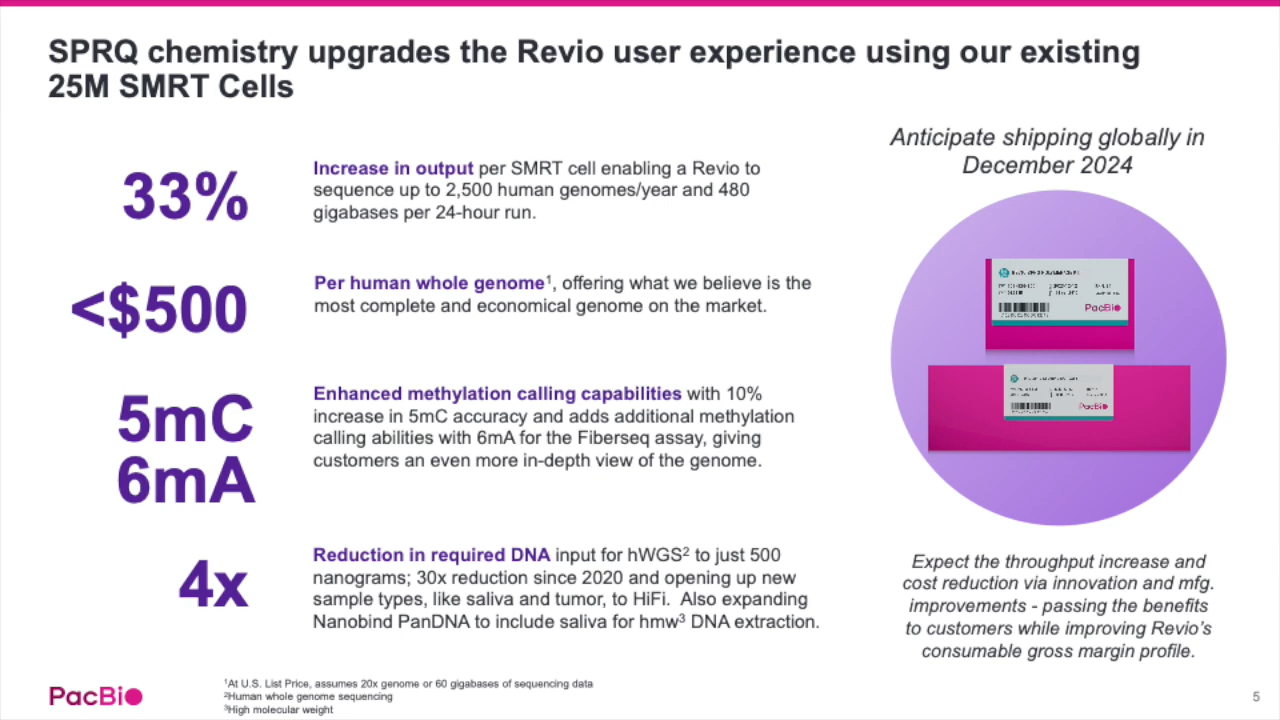 SPRQ chemistry upgrades the Revio user experience using our existing
25M SMRT Cells
33%
Increase in output per SMRT cell enabling a Revio to
sequence up to 2,500 human genomes/year and 480
gigabases per 24-hour run.
<$500
Per human whole genome¹, offering what we believe is the
most complete and economical genome on the market.
5mC
6mA
Enhanced methylation calling capabilities with 10%
increase in 5mC accuracy and adds additional methylation
calling abilities with 6mA for the Fiberseq assay, giving
customers an even more in-depth view of the genome.
4x
Reduction in required DNA input for hWGS² to just 500
nanograms; 30x reduction since 2020 and opening up new
sample types, like saliva and tumor, to HiFi. Also expanding
Nanobind PanDNA to include saliva for hmw³ DNA extraction.
Anticipate shipping globally in
December 2024
PacBio
PacBio
Expect the throughput increase and
cost reduction via innovation and mfg.
improvements - passing the benefits
to customers while improving Revio's
consumable gross margin profile.
PacBio
¹At U.S. List Price, assumes 20x genome or 60 gigabases of sequencing data
²Human whole genome sequencing
³High molecular weight
5